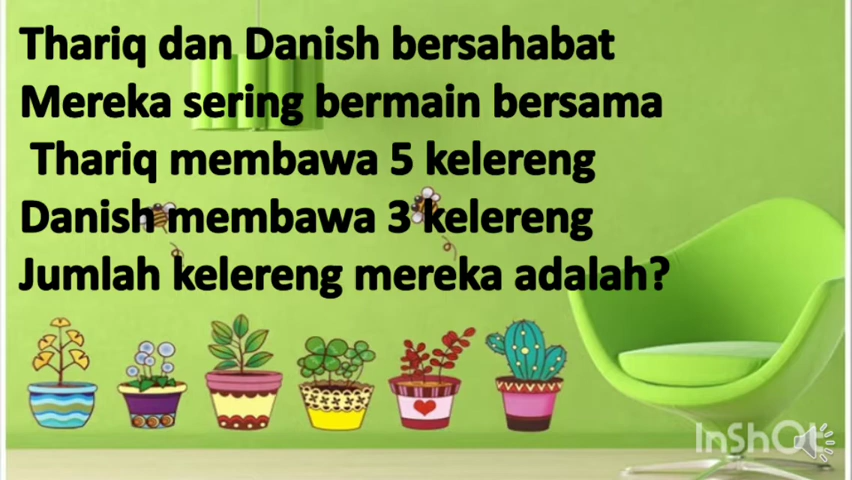 Thariq dan Danish bersahabat
Mereka sering bermain bersama
Thariq membawa 5 kelereng
Danish membawa 3 kelereng
Jumlah kelereng mereka adalah?
InShOt